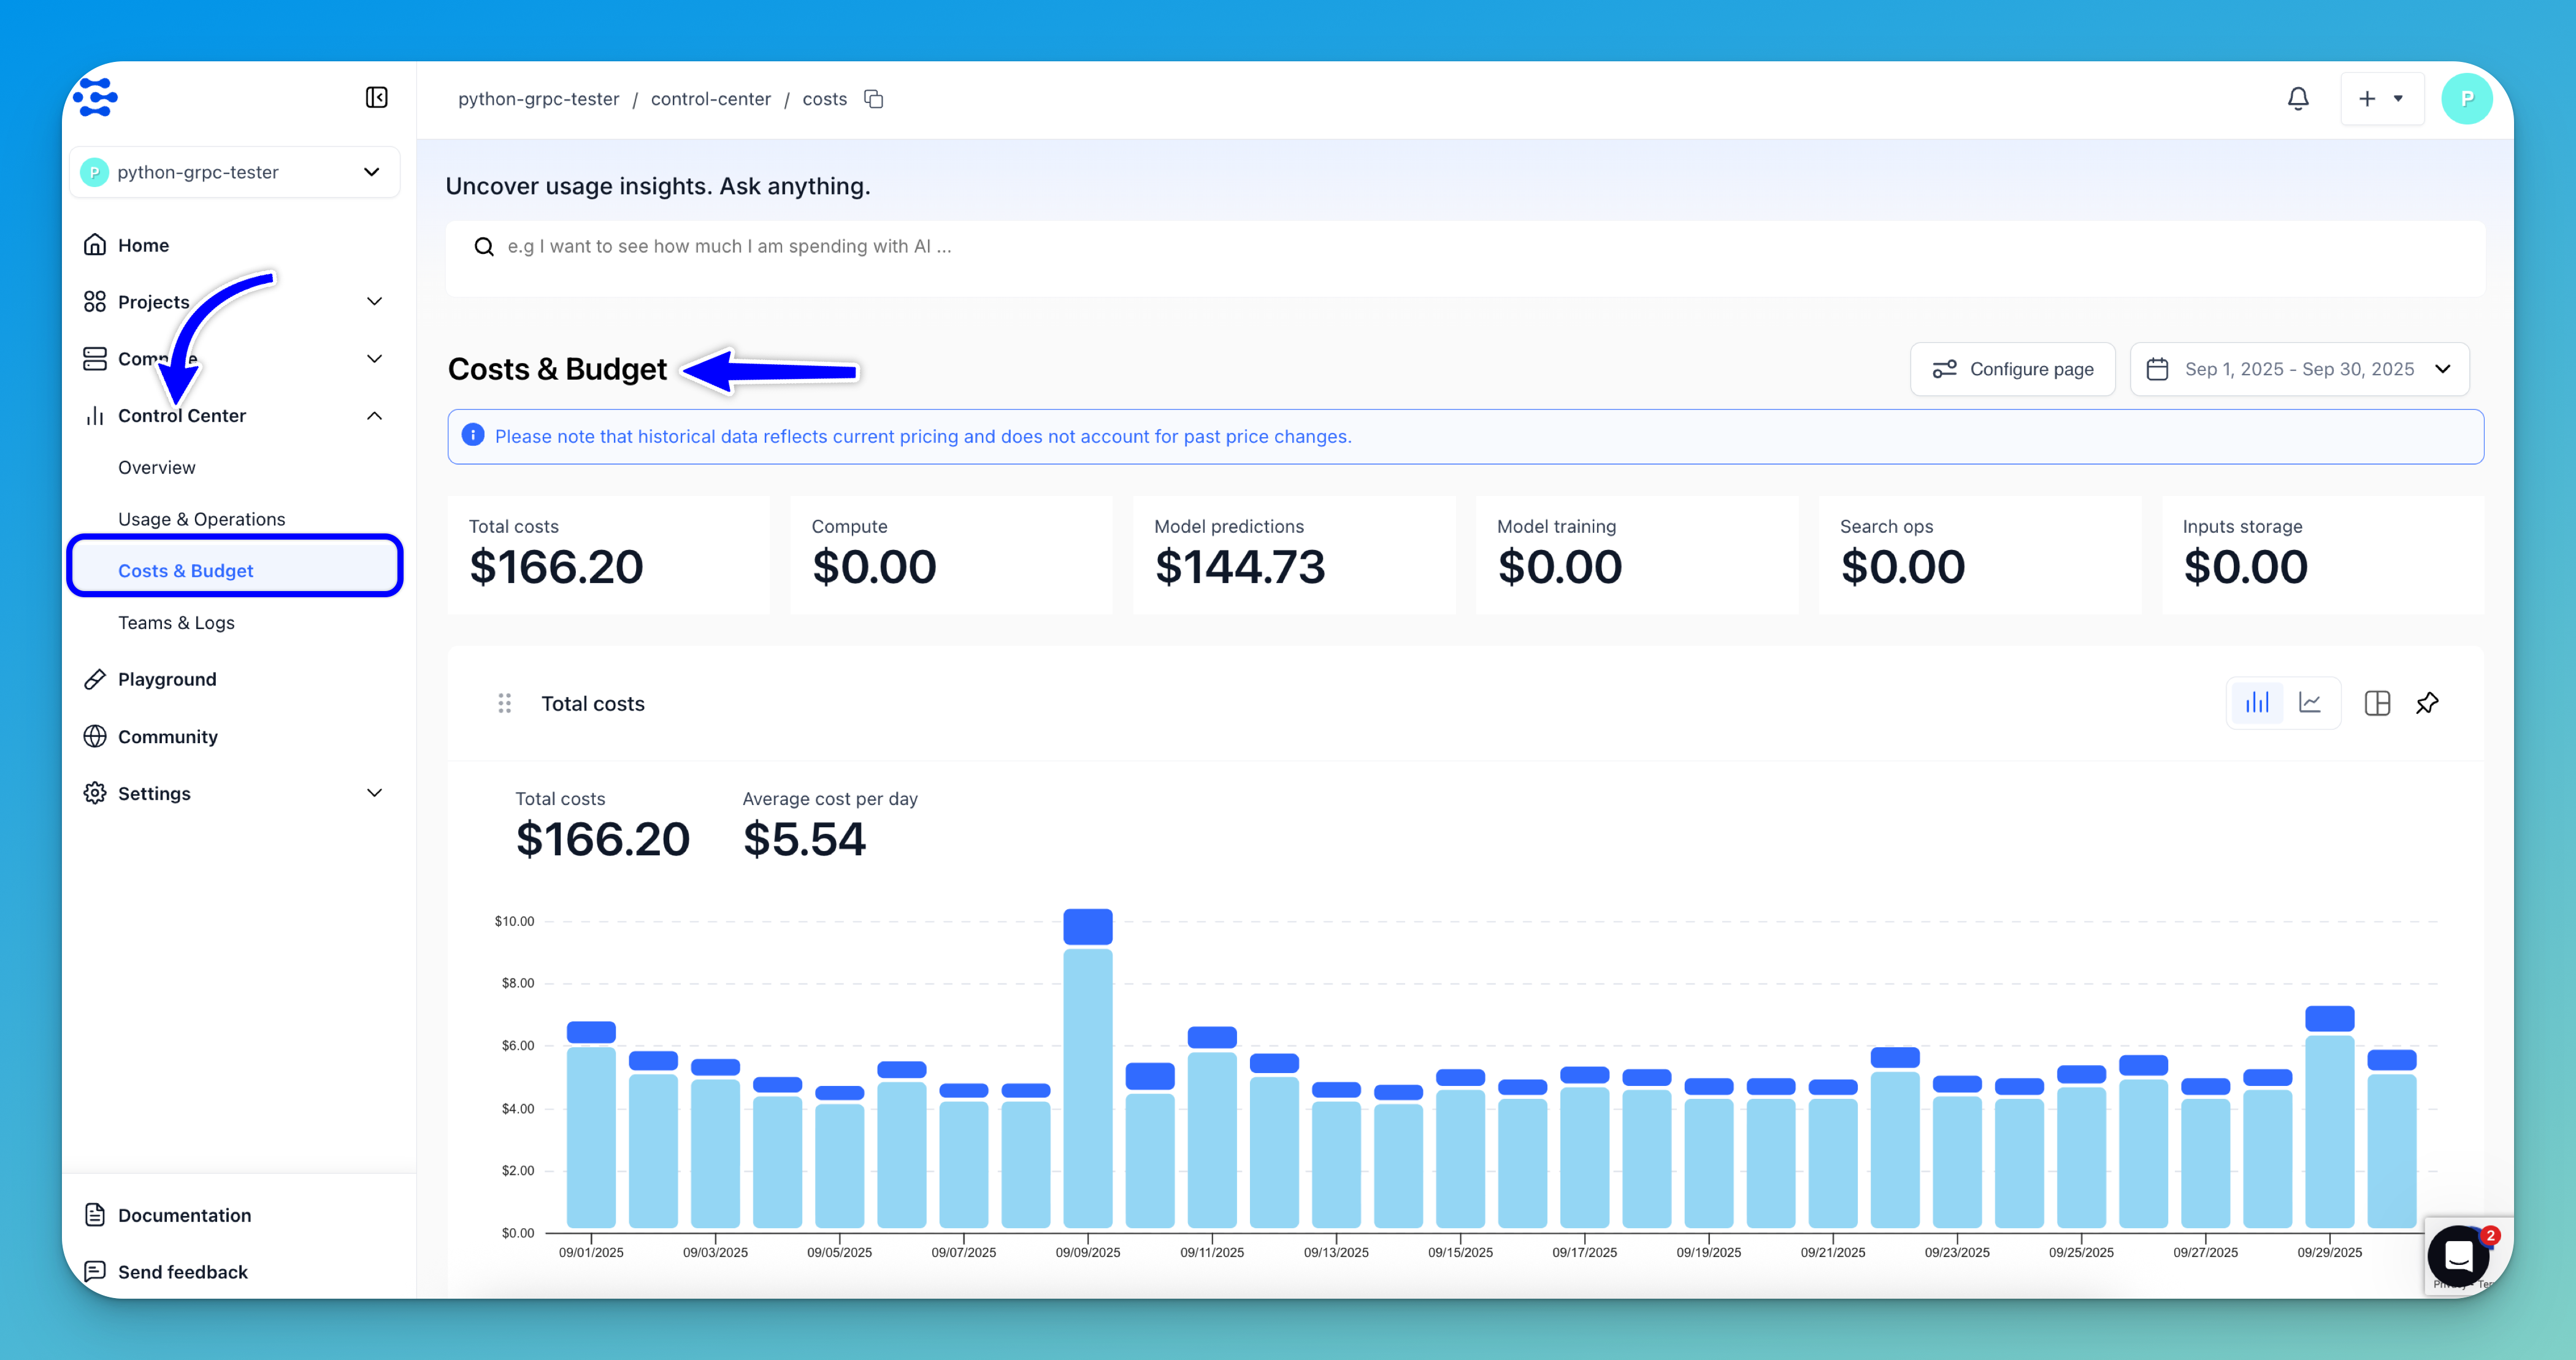 python-grpc-tester / control-center / costs
P
P python-grpc-tester
Home
Projects
Control Center
Overview
Usage & Operations
Costs & Budget
Teams & Logs
Playground
Community
Settings
Documentation
Send feedback
Uncover usage insights. Ask anything.
e.g I want to see how much I am spending with AI ...
Costs & Budget
Configure page
Sep 1, 2025 - Sep 30, 2025
Please note that historical data reflects current pricing and does not account for past price changes.
Total costs
$166.20
Compute
$0.00
Model predictions
$144.73
Model training
$0.00
Search ops
$0.00
Inputs storage
$0.00
Total costs
Total costs
$166.20
Average cost per day
$5.54
$10.00
$8.00
$6.00
$4.00
$2.00
$0.00
09/01/2025 09/03/2025 09/05/2025 09/07/2025 09/09/2025 09/11/2025 09/13/2025 09/15/2025 09/17/2025 09/19/2025 09/21/2025 09/23/2025 09/25/2025 09/27/2025 09/29/2025
2